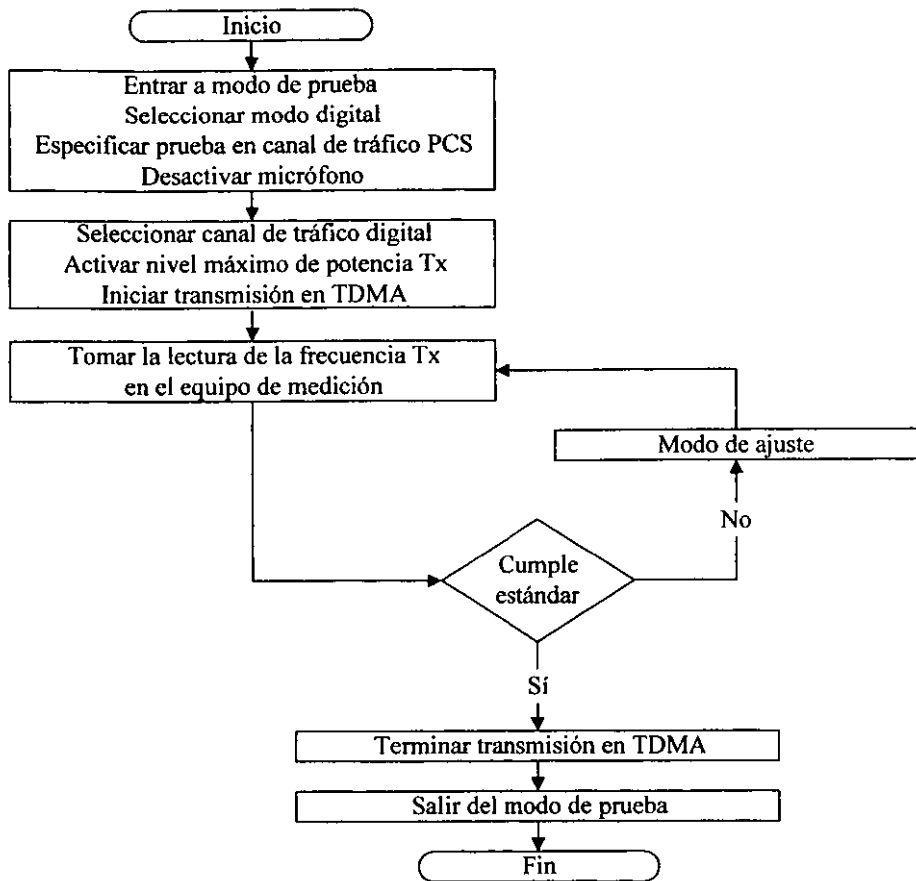 Inicio
Entrar a modo de prueba
Seleccionar modo digital
Especificar prueba en canal de tráfico PCS
Desactivar micrófono
Seleccionar canal de tráfico digital
Activar nivel máximo de potencia Tx
Iniciar transmisión en TDMA
Tomar la lectura de la frecuencia Tx
en el equipo de medición
Modo de ajuste
No
Cumple
estándar
Sí
Terminar transmisión en TDMA
Salir del modo de prueba
Fin